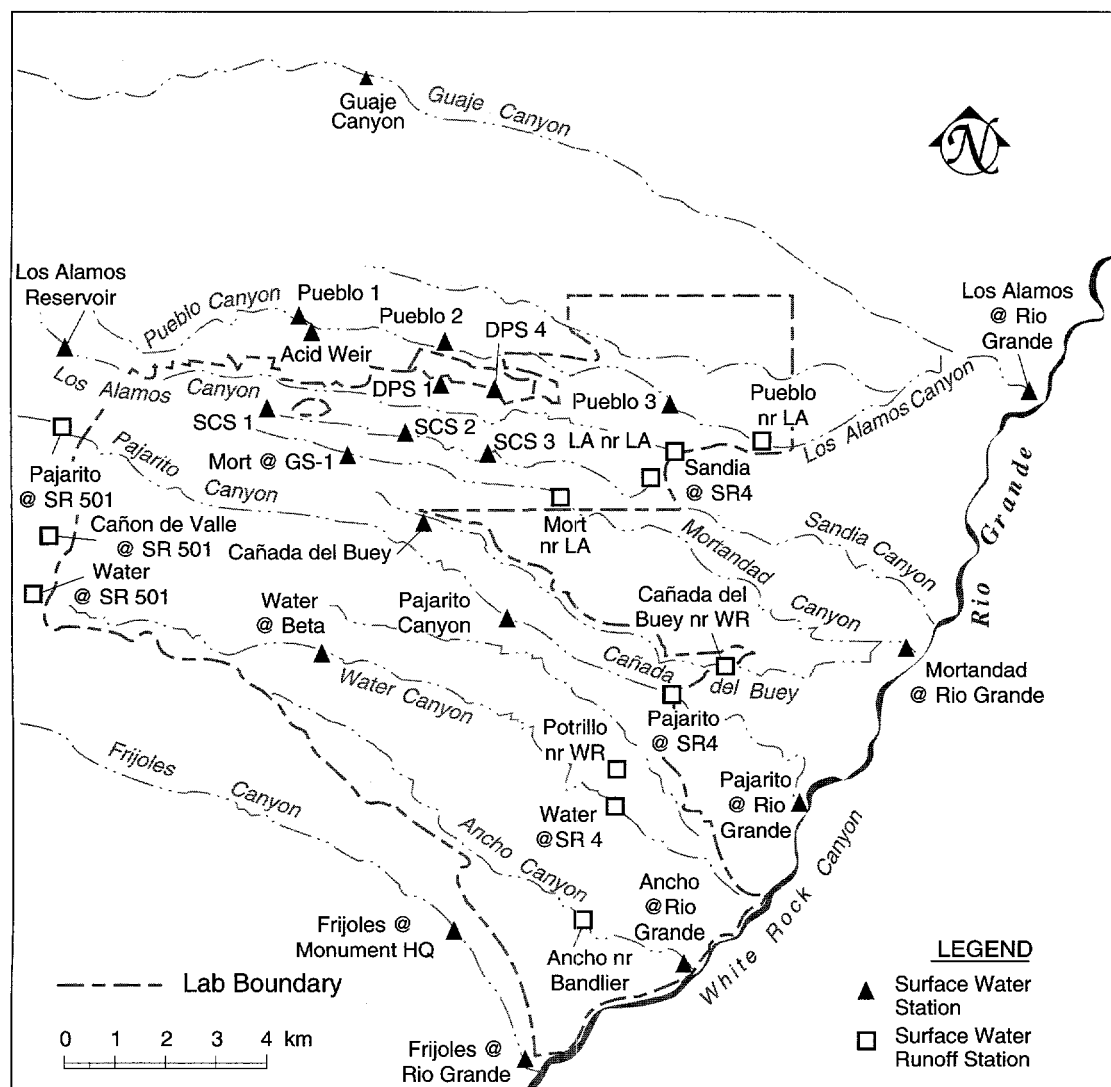 Guaje
Canyon
Guaje Canyon
N
Los Alamos
Reservoir
Pueblo Canyon
Pueblo 1
Pueblo 2
DPS 4
Los Alamos
@ Rio
Grande
Acid Weir
Los Alamos Canyon
DPS 1
Pueblo 3
Pueblo
nr LA
Los Alamos Canyon
SCS 1
SCS 2
SCS 3
LA nr LA
Mort @ GS-1
Sandia
@ SR4
Pajarito
@ SR 501
Pajarito Canyon
Cañon de Valle
@ SR 501
Cañada del Buey
Mort
nr LA
Mortandad Canyon
Sandia Canyon
Rio Grande
Water
@ SR 501
Water
@ Beta
Pajarito
Canyon
Cañada del
Buey nr WR
Mortandad
@ Rio Grande
Water Canyon
Cañada del Buey
Pajarito
@ SR4
Potrillo
nr WR
Frijoles Canyon
Pajarito
@ Rio
Grande
Water
@SR 4
Ancho Canyon
Ancho
@Rio
Grande
White Rock Canyon
Frijoles @
Monument HQ
Ancho nr
Bandlier
Lab Boundary
0 2 4 km
Frijoles @
Rio Grande
LEGEND
Surface Water
Station
Surface Water
Runoff Station